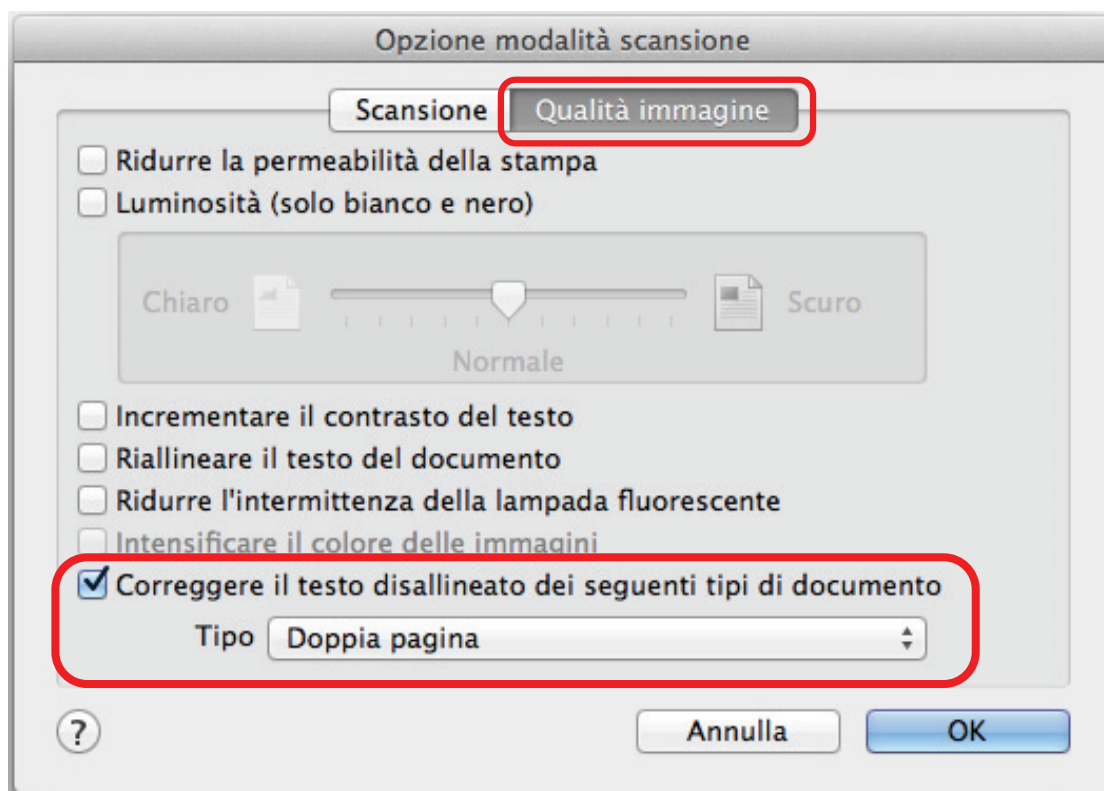 Opzione modalità scansione
Scansione Qualità immagine
Ridurre la permeabilità della stampa
Luminosità (solo bianco e nero)
Chiaro Scuro
Normale
Incrementare il contrasto del testo
Riallineare il testo del documento
Ridurre l'intermittenza della lampada fluorescente
Intensificare il colore delle immagini
Correggere il testo disallineato dei seguenti tipi di documento
Tipo Doppia pagina
? Annulla OK